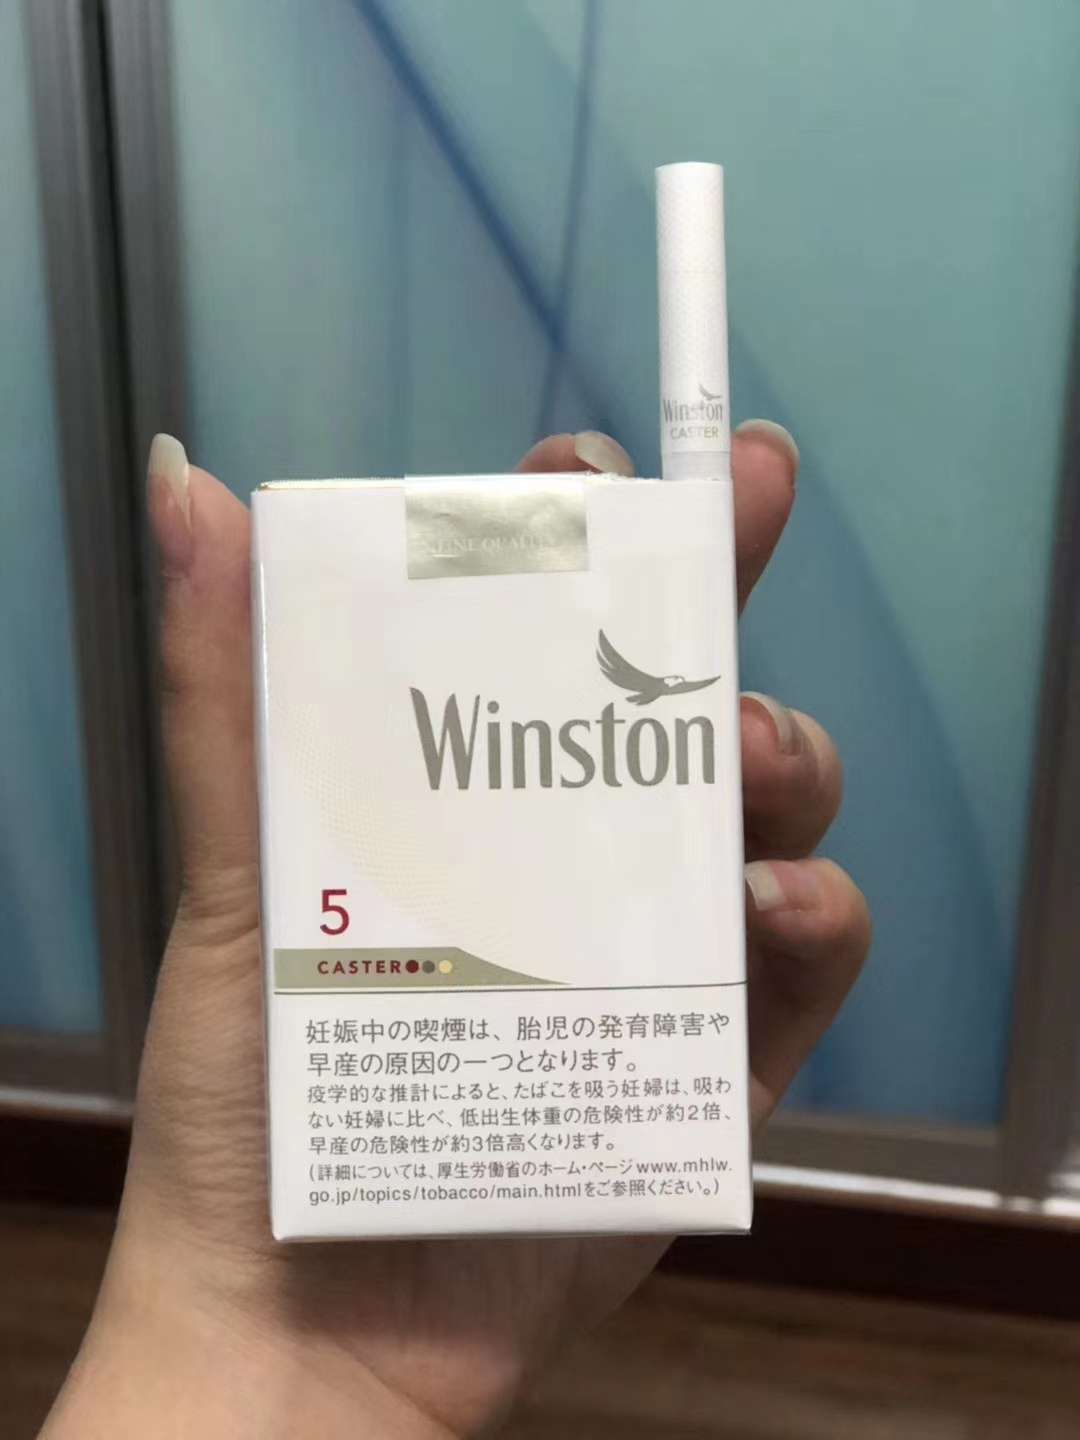 Winston
CASTER
FINE QUALITY
Winston
5
CASTER
妊娠中の喫煙は、胎児の発育障害や
早産の原因の一つとなります。
疫学的な推計によると、たばこを吸う妊婦は、吸わ
ない妊婦に比べ、低出生体重の危険性が約2倍、
早産の危険性が約3倍高くなります。
(詳細については、厚生労働省のホーム・ページwww.mhlw.
go.jp/topics/tobacco/main.htmlをご参照ください。)